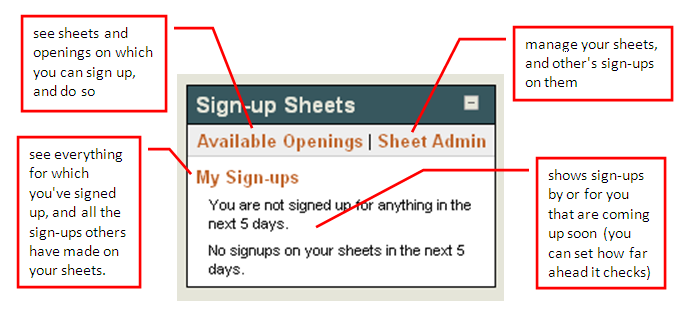 see sheets and
openings on which
you can sign up,
and do so
manage your sheets,
and other's sign-ups
on them
Sign-up Sheets
Available Openings | Sheet Admin
My Sign-ups
You are not signed up for anything in the
next 5 days.
No signups on your sheets in the next 5
days.
see everything
for which
you've signed
up, and all the
sign-ups others
have made on
your sheets.
shows sign-ups
by or for you
that are coming
up soon (you
can set how far
ahead it checks)